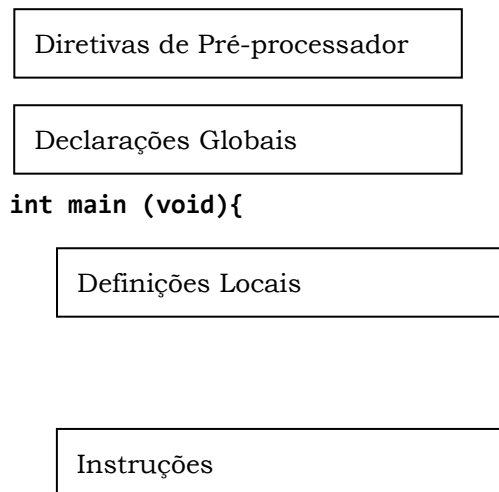 Diretivas de Pré-processador
Declarações Globais
int main (void){
Definições Locais
Instruções